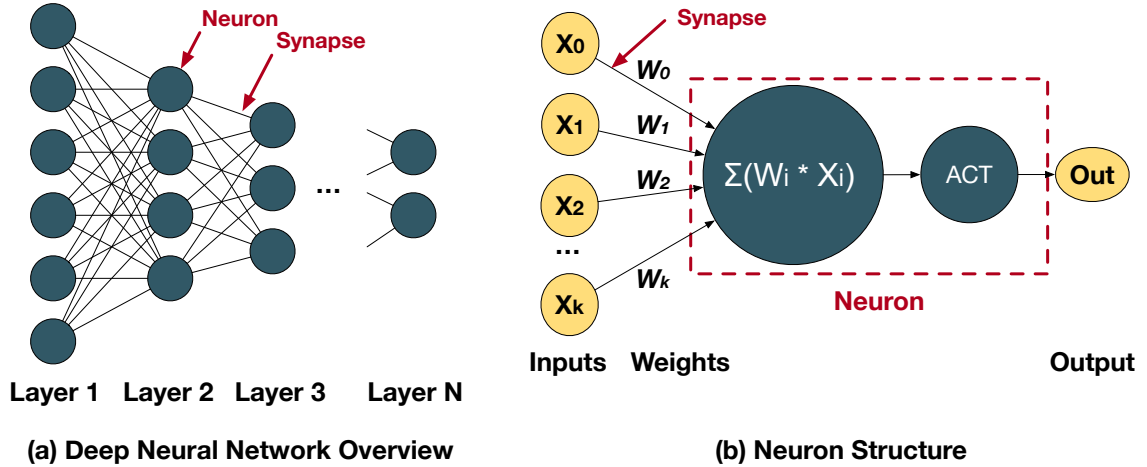 Neuron
Synapse
...
Layer 1 Layer 2 Layer 3 Layer N
(a) Deep Neural Network Overview
Synapse
X0
W0
X1
W1
X2
W2
...
Xk
Wk
Σ(Wi * Xi)
ACT
Out
Neuron
Inputs Weights Output
(b) Neuron Structure